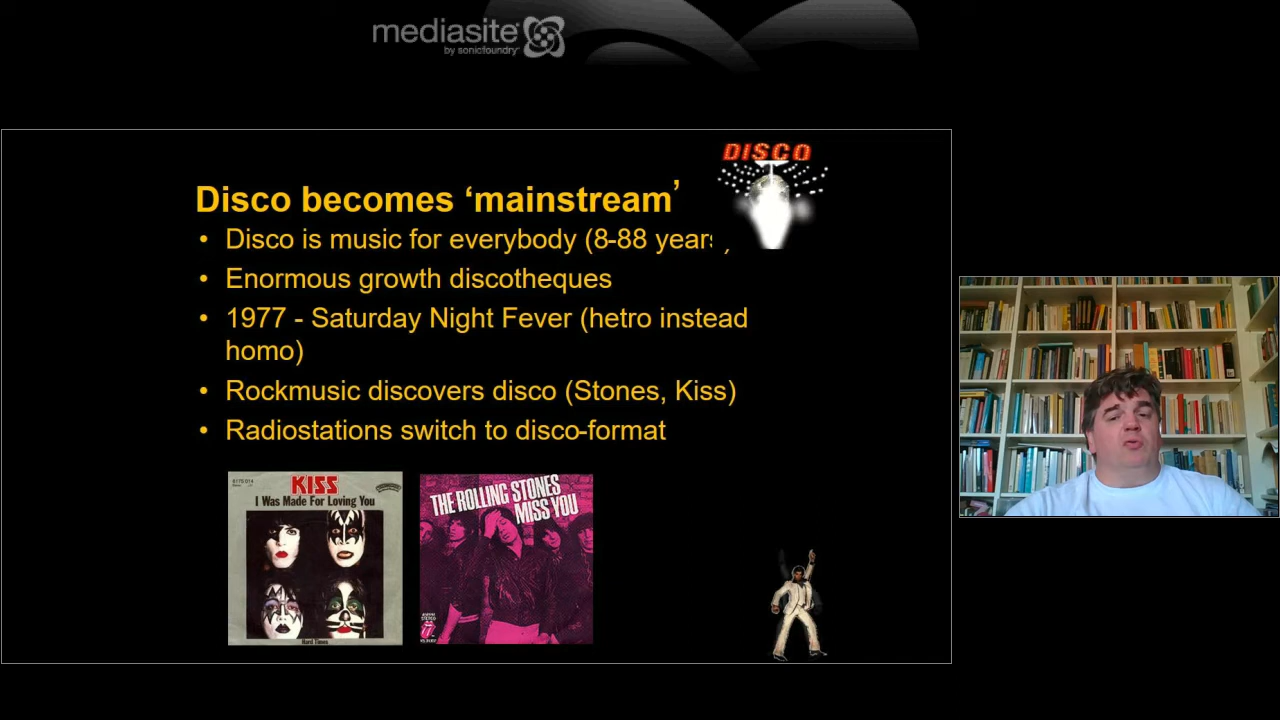 mediasite
by sonicfoundry
DISCO
Disco becomes ‘mainstream’
• Disco is music for everybody (8-88 years)
• Enormous growth discotheques
• 1977 - Saturday Night Fever (hetro instead
homo)
• Rockmusic discovers disco (Stones, Kiss)
• Radiostations switch to disco-format
KISS
I Was Made For Loving You
Hard Times
THE ROLLING STONES
MISS YOU